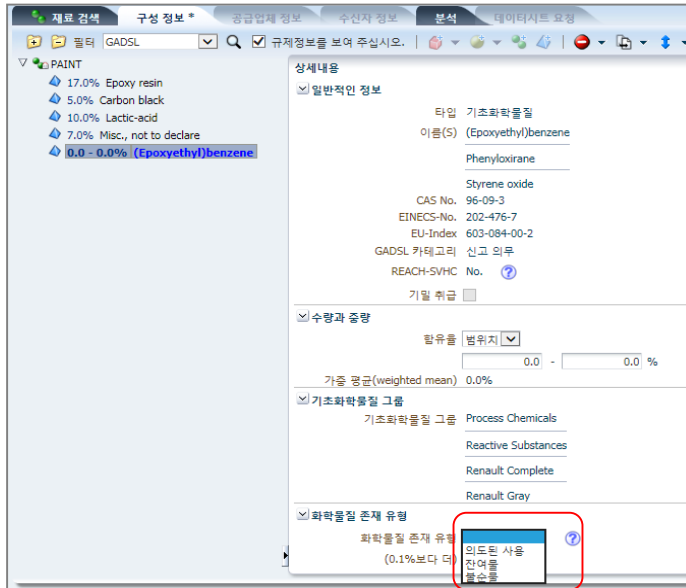 재료 검색 구성 정보 * 공급업체 정보 수신자 정보 분석 데이터시트 요청
필터 GADSL 규제정보를 보여 주십시오.
PAINT
17.0% Epoxy resin
5.0% Carbon black
10.0% Lactic-acid
7.0% Misc., not to declare
0.0 - 0.0% (Epoxyethyl)benzene
상세내용
일반적인 정보
타입 기초화학물질
이름(S) (Epoxyethyl)benzene
Phenyloxirane
Styrene oxide
CAS No. 96-09-3
EINECS-No. 202-476-7
EU-Index 603-084-00-2
GADSL 카테고리 신고 의무
REACH-SVHC No.
기밀 취급
수량과 중량
함유율 범위치
0.0 - 0.0 %
가중 평균(weighted mean) 0.0%
기초화학물질 그룹
기초화학물질 그룹 Process Chemicals
Reactive Substances
Renault Complete
Renault Gray
화학물질 존재 유형
화학물질 존재 유형
(0.1%보다 더)
의도된 사용
잔여물
불순물